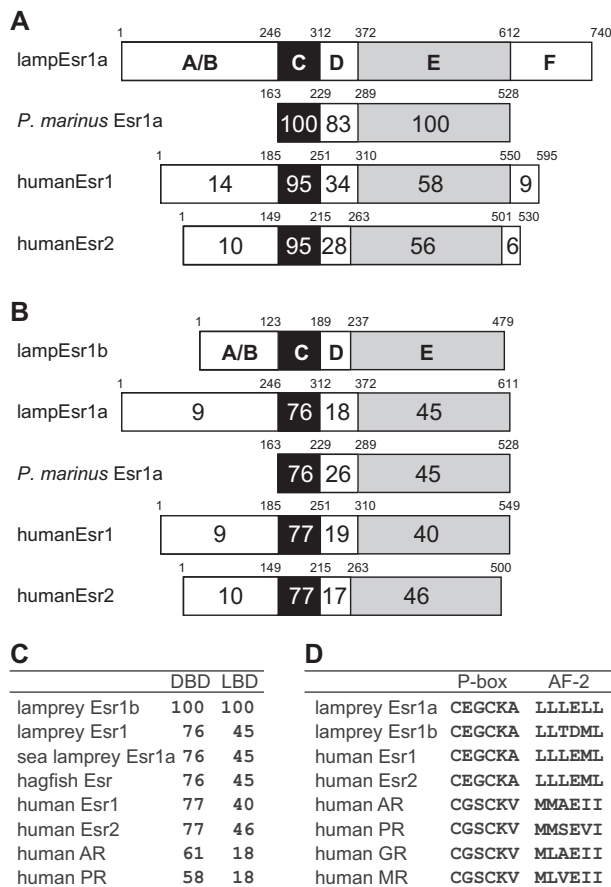 A
1 246 312 372 612 740
lampEsr1a A/B C D E F
163 229 289 528
P. marinus Esr1a 100 83 100
1 185 251 310 550 595
humanEsr1 14 95 34 58 9
1 149 215 263 501 530
humanEsr2 10 95 28 56 6
B
1 123 189 237 479
lampEsr1b A/B C D E
1 246 312 372 611
lampEsr1a 9 76 18 45
163 229 289 528
P. marinus Esr1a 76 26 45
1 185 251 310 549
humanEsr1 9 77 19 40
1 149 215 263 500
humanEsr2 10 77 17 46
C
DBD LBD
lamprey Esr1b 100 100
lamprey Esr1 76 45
sea lamprey Esr1a 76 45
hagfish Esr 76 45
human Esr1 77 40
human Esr2 77 46
human AR 61 18
human PR 58 18
D
P-box AF-2
lamprey Esr1a CEGCKA LLLELL
lamprey Esr1b CEGCKA LLTDML
human Esr1 CEGCKA LLLEML
human Esr2 CEGCKA LLLEML
human AR CGSCKV MMAEII
human PR CGSCKV MMSEVI
human GR CGSCKV MLAEII
human MR CGSCKV MLVEII